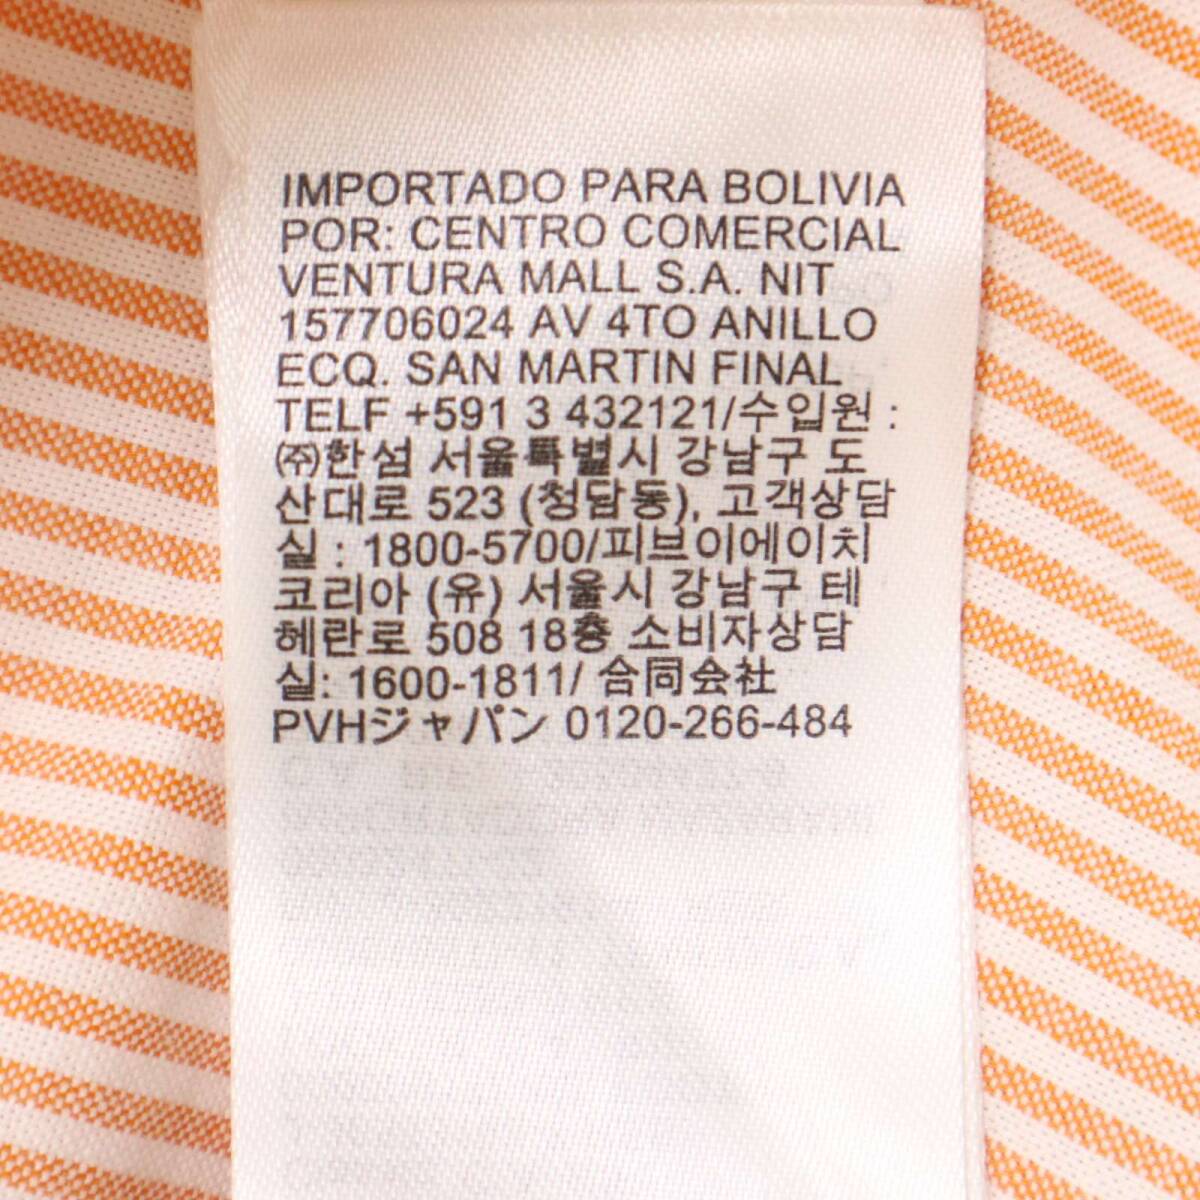 IMPORTADO PARA BOLIVIA
POR: CENTRO COMERCIAL
VENTURA MALL S.A. NIT
157706024 AV 4TO ANILLO
ECQ. SAN MARTIN FINAL
TELF +591 3 432121/수입원 :
㈜한섬 서울특별시 강남구 도
산대로 523 (청담동), 고객상담
실 : 1800-5700/피브이에이치
코리아 (유) 서울시 강남구 테
헤란로 508 18층 소비자상담
실: 1600-1811/ 合同会社
PVHジャパン 0120-266-484